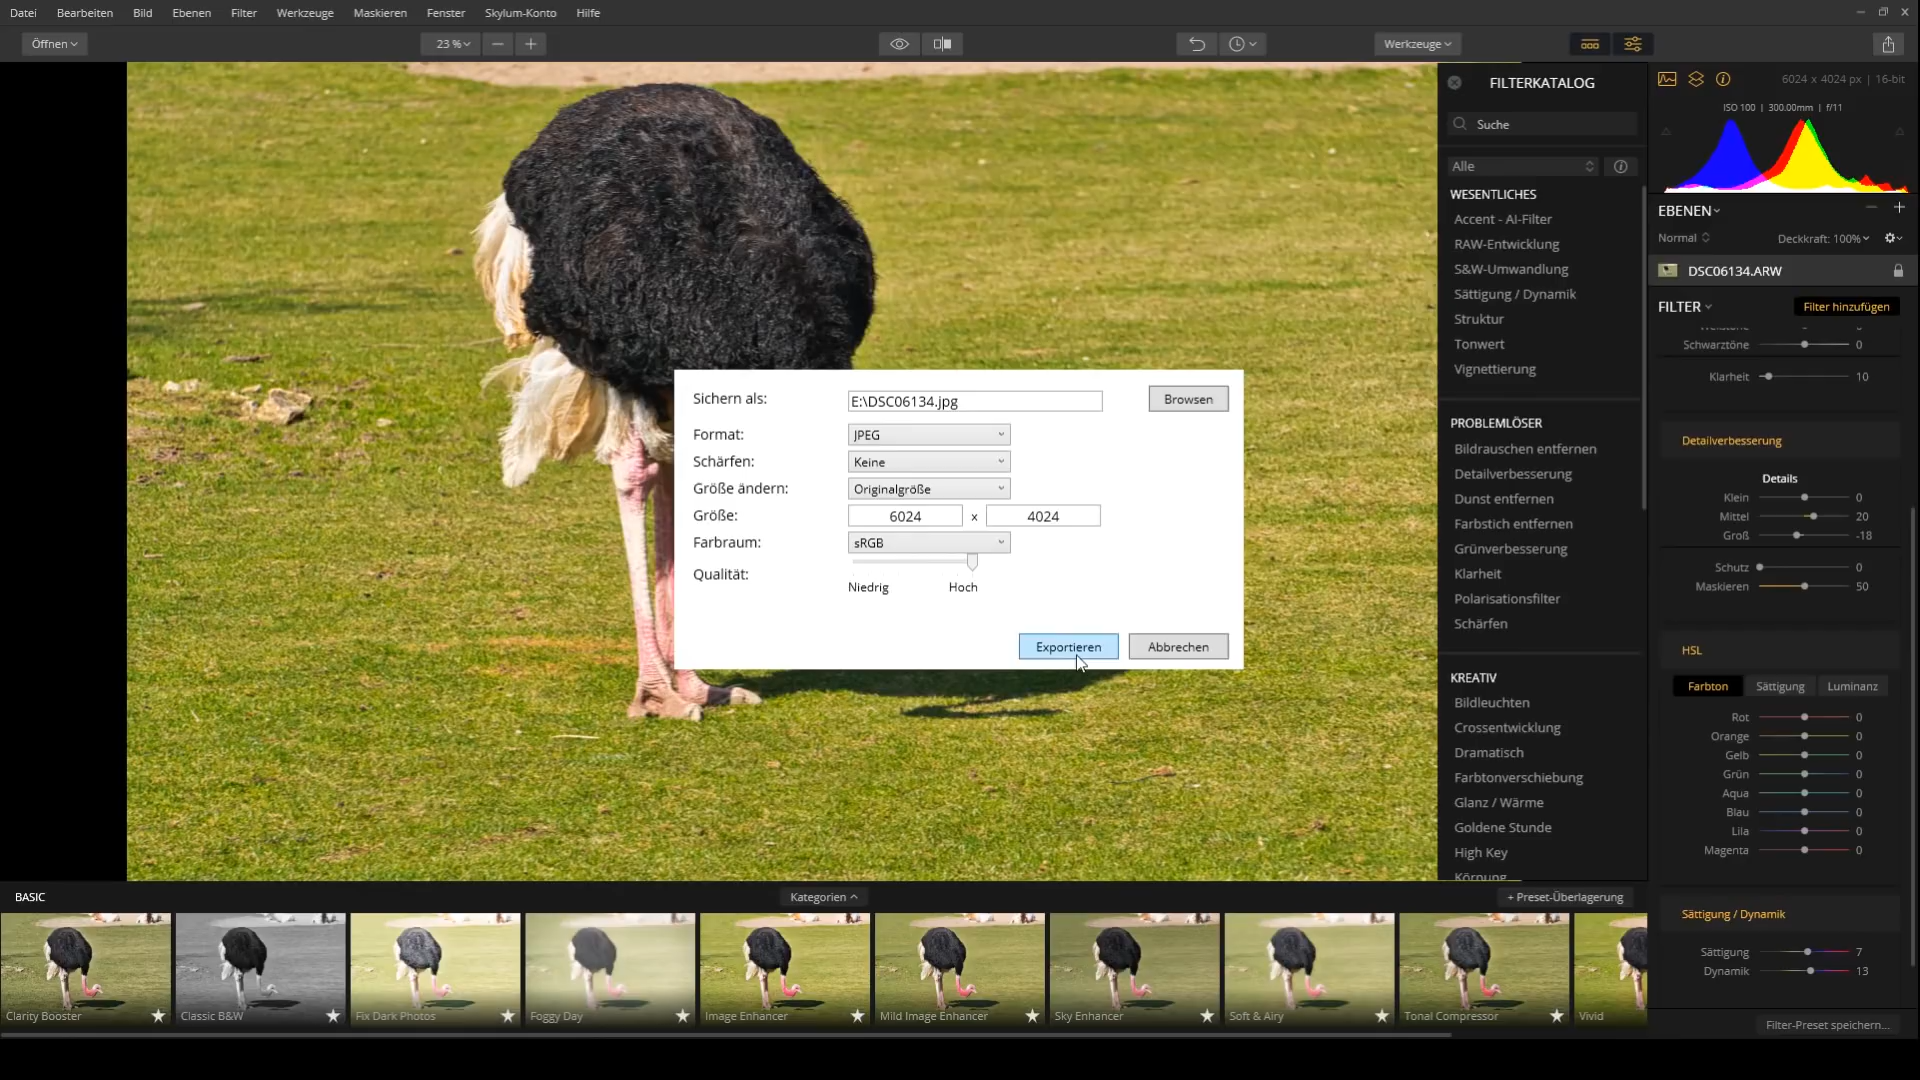 Datei Bearbeiten Bild Ebenen Filter Werkzeuge Maskieren Fenster Skylum-Konto Hilfe
Öffnen 23 % Werkzeuge
FILTERKATALOG
Suche
Alle
WESENTLICHES
Accent - AI-Filter
RAW-Entwicklung
S&W-Umwandlung
Sättigung / Dynamik
Struktur
Tonwert
Vignettierung
PROBLEMLÖSER
Bildrauschen entfernen
Detailverbesserung
Dunst entfernen
Farbstich entfernen
Grünverbesserung
Klarheit
Polarisationsfilter
Schärfen
KREATIV
Bildleuchten
Crossentwicklung
Dramatisch
Farbtonverschiebung
Glanz / Wärme
Goldene Stunde
High Key
Körnung
6024 x 4024 px | 16-bit
ISO 100 | 300.00mm | f/11
EBENEN
Normal Deckkraft: 100%
DSC06134.ARW
FILTER Filter hinzufügen
Schwarztöne 0
Klarheit 10
Detailverbesserung
Details
Klein 0
Mittel 20
Groß -18
Schutz 0
Maskieren 50
HSL
Farbton Sättigung Luminanz
Rot 0
Orange 0
Gelb 0
Grün 0
Aqua 0
Blau 0
Lila 0
Magenta 0
Sättigung / Dynamik
Sättigung 7
Dynamik 13
Filter-Preset speichern...
Sichern als: E:\DSC06134.jpg Browsen
Format: JPEG
Schärfen: Keine
Größe ändern: Originalgröße
Größe: 6024 x 4024
Farbraum: sRGB
Qualität:
Niedrig Hoch
Exportieren Abbrechen
BASIC Kategorien + Preset-Überlagerung
Clarity Booster Classic B&W Fix Dark Photos Foggy Day Image Enhancer Mild Image Enhancer Sky Enhancer Soft & Airy Tonal Compressor Vivid